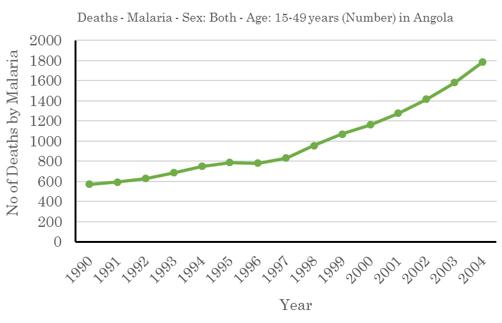 Deaths - Malaria - Sex: Both - Age: 15-49 years (Number) in Angola
No of Deaths by Malaria
2000
1800
1600
1400
1200
1000
800
600
400
200
0
1990 1991 1992 1993 1994 1995 1996 1997 1998 1999 2000 2001 2002 2003 2004
Year